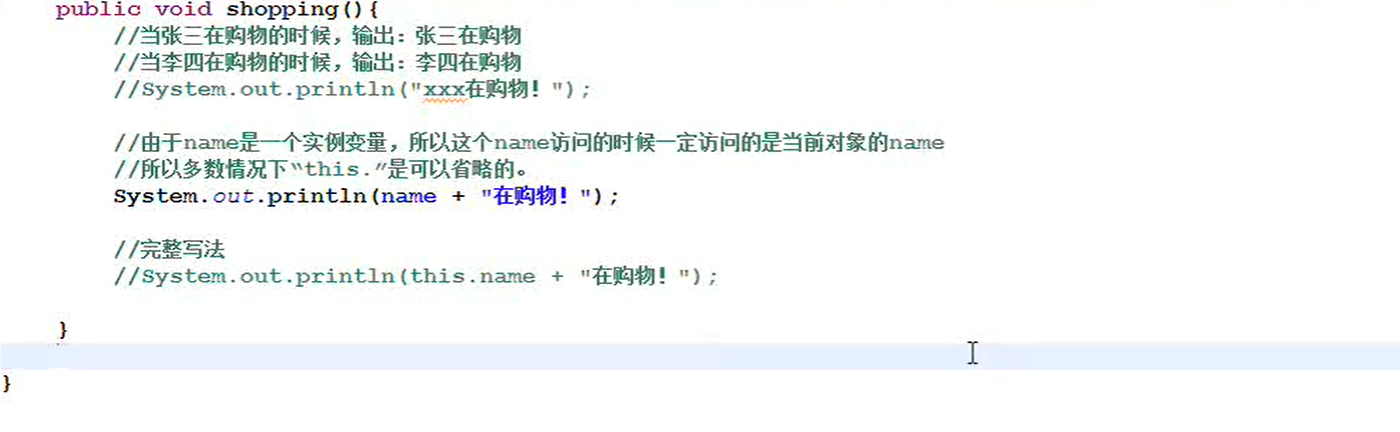 public void shopping(){
//当张三在购物的时候，输出：张三在购物
//当李四在购物的时候，输出：李四在购物
//System.out.println("xxx在购物！");
//由于name是一个实例变量，所以这个name访问的时候一定访问的是当前对象的name
//所以多数情况下“this.”是可以省略的。
System.out.println(name + "在购物！");
//完整写法
//System.out.println(this.name + "在购物！");
}
}